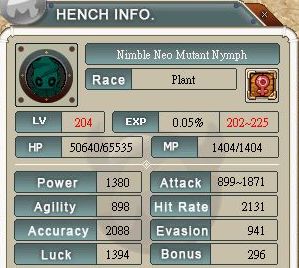 HENCH INFO.
Nimble Neo Mutant Nymph
Race Plant
LV 204 EXP 0.05% 202~225
HP 50640/65535 MP 1404/1404
Power 1380 Attack 899~1871
Agility 898 Hit Rate 2131
Accuracy 2088 Evasion 941
Luck 1394 Bonus 296